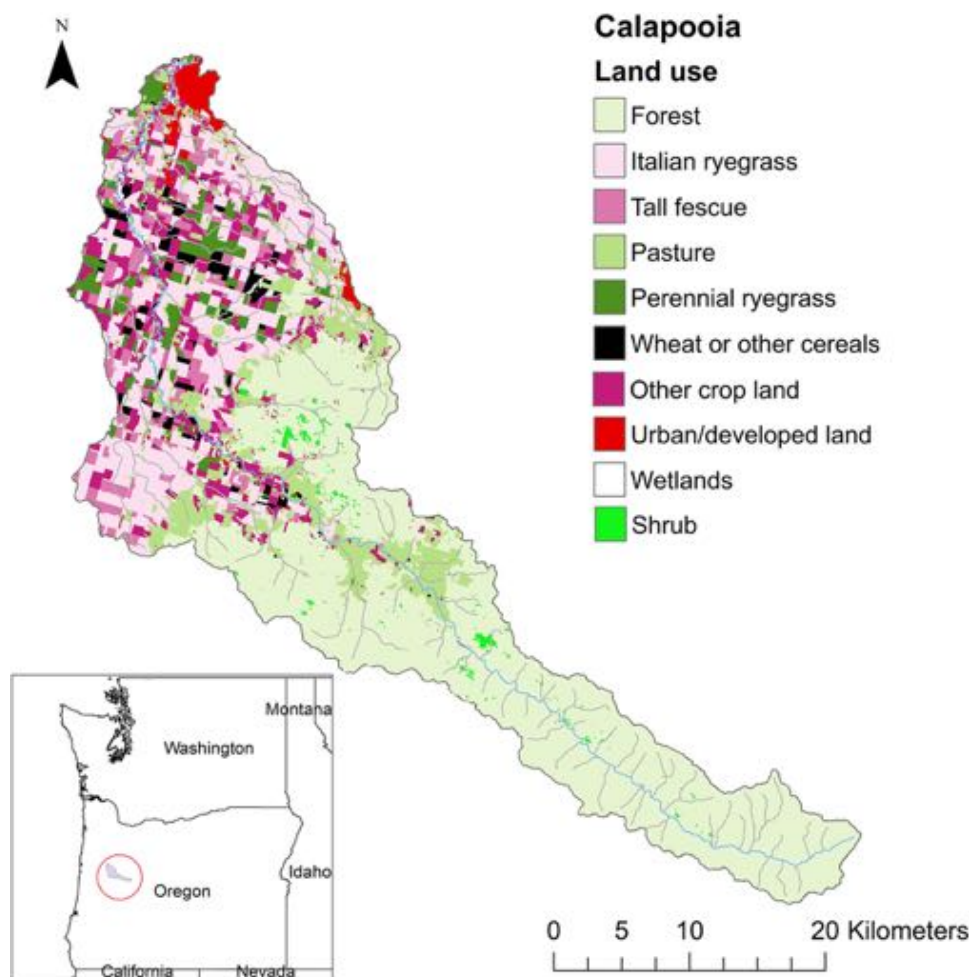 N
Calapooia
Land use
Forest
Italian ryegrass
Tall fescue
Pasture
Perennial ryegrass
Wheat or other cereals
Other crop land
Urban/developed land
Wetlands
Shrub
Montana
Washington
Idaho
Oregon
California
Nevada
0 5 10 20 Kilometers